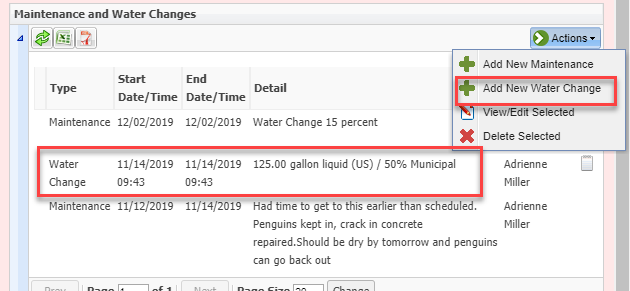 Maintenance and Water Changes
Actions
Add New Maintenance
Add New Water Change
View/Edit Selected
Delete Selected
Type Start Date/Time End Date/Time Detail
Maintenance 12/02/2019 12/02/2019 Water Change 15 percent
Water 11/14/2019 11/14/2019 125.00 gallon liquid (US) / 50% Municipal Adrienne
Change 09:43 09:43 Miller
Maintenance 11/12/2019 11/14/2019 Had time to get to this earlier than scheduled. Adrienne
Penguins kept in, crack in concrete Miller
repaired.Should be dry by tomorrow and penguins
can go back out
Prev Page 1 of 1 Next Page Size 20 Change